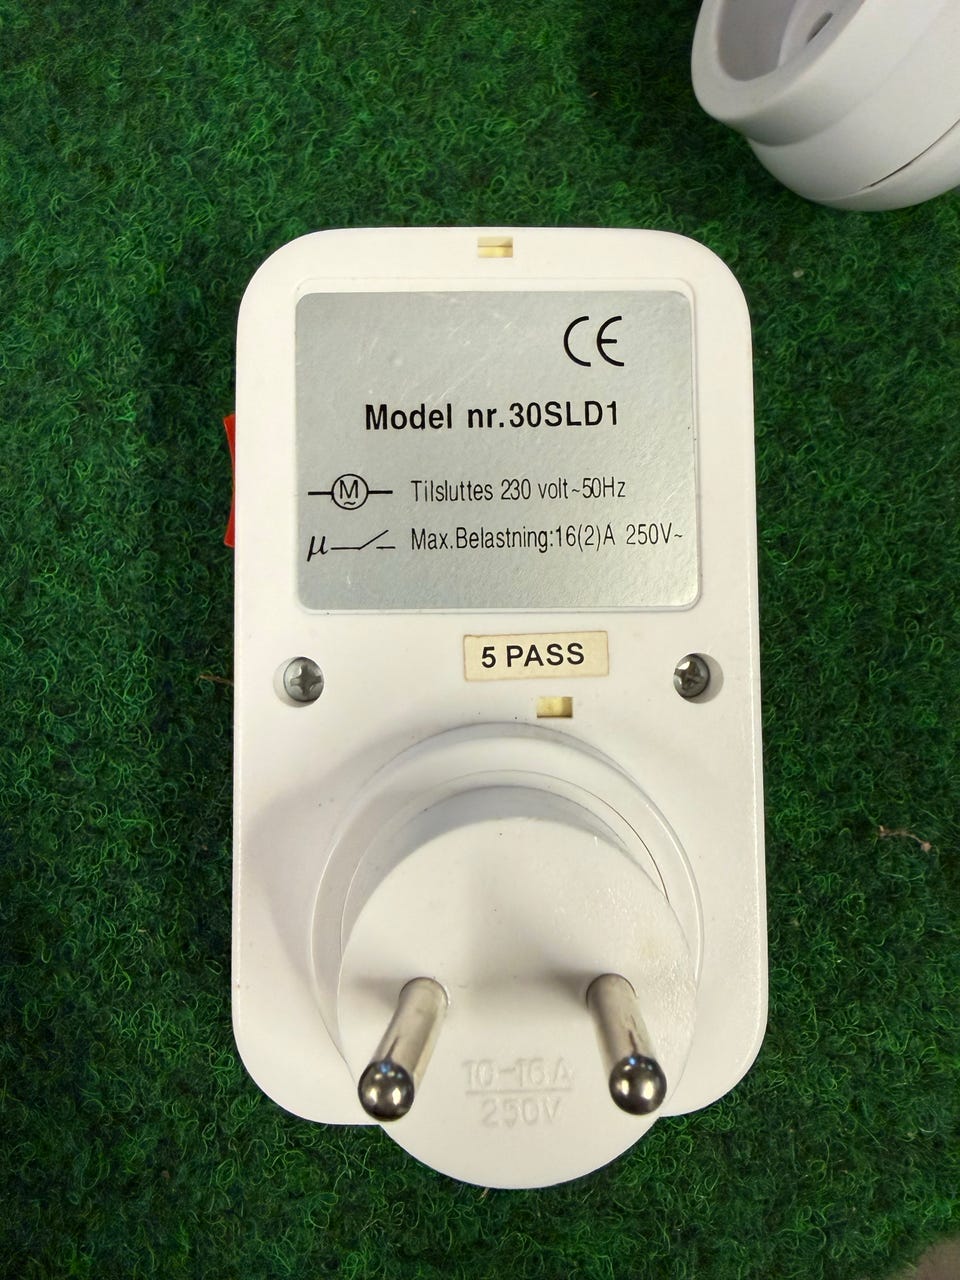 CE
Model nr.30SLD1
M Tilsluttes 230 volt~50Hz
µ Max.Belastning:16(2)A 250V~
5 PASS
10-16A
250V